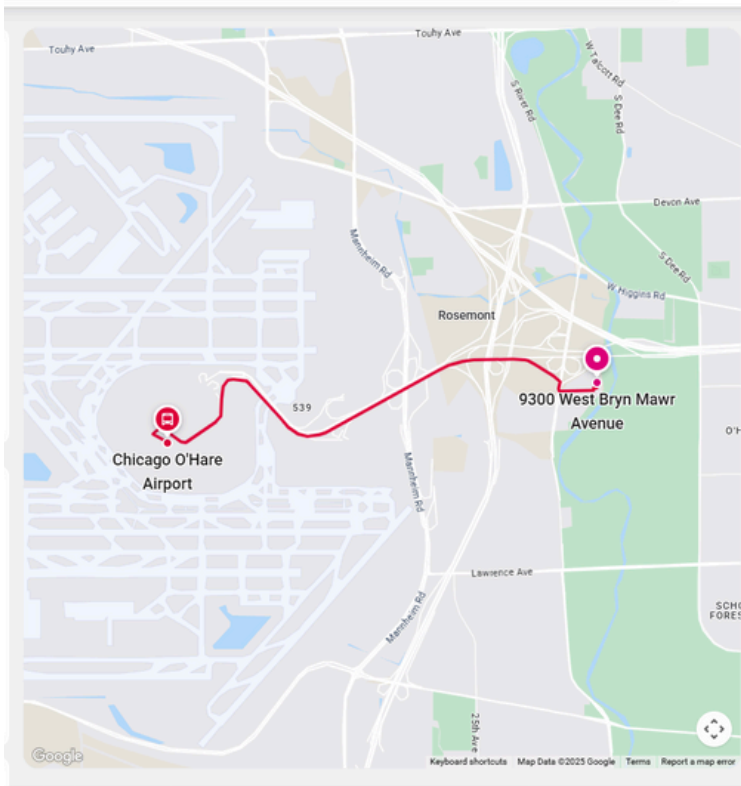 Touhy Ave
Touhy Ave
W Talcott Rd
S River Rd
S Dee Rd
Devon Ave
Mannheim Rd
S Dee Rd
W Higgins Rd
Rosemont
9300 West Bryn Mawr
Avenue
539
Chicago O'Hare
Airport
O'H
Mannheim Rd
Lawrence Ave
Mannheim Rd
SCHO
FORES
25th Ave
Google
Keyboard shortcuts Map Data ©2025 Google Terms Report a map error